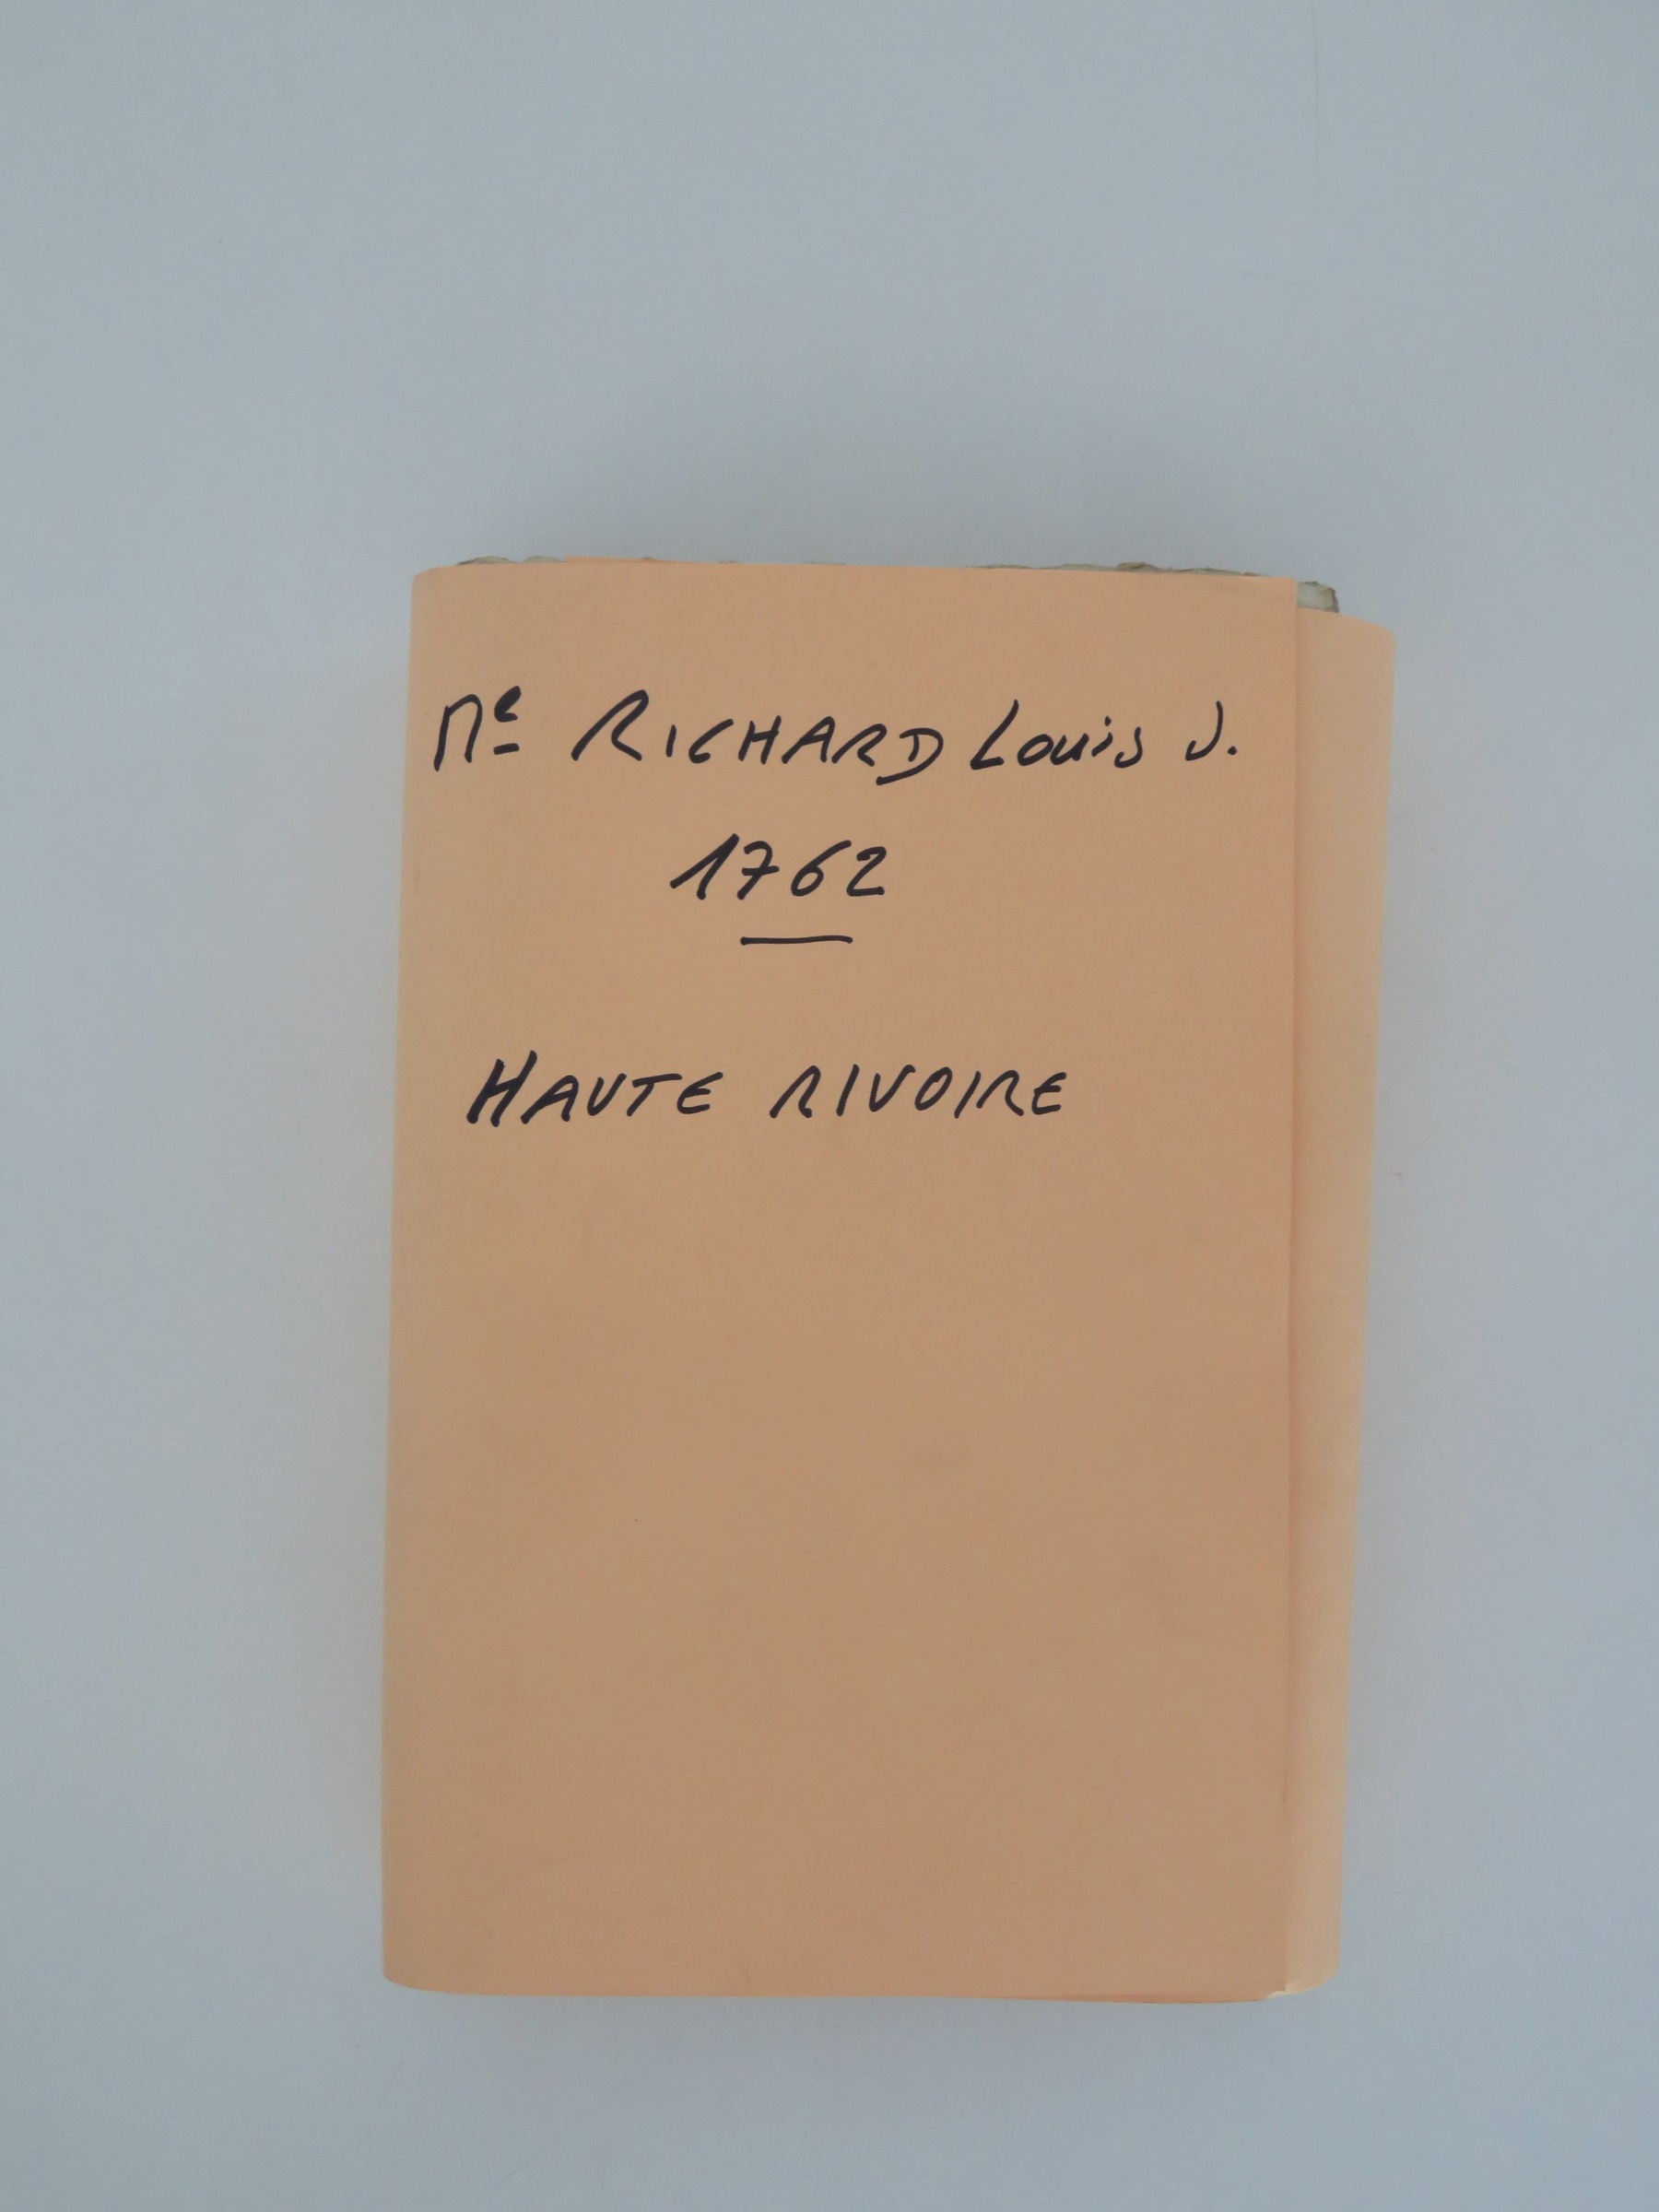 Me RICHARD Louis J.
1762
HAUTE RIVOIRE